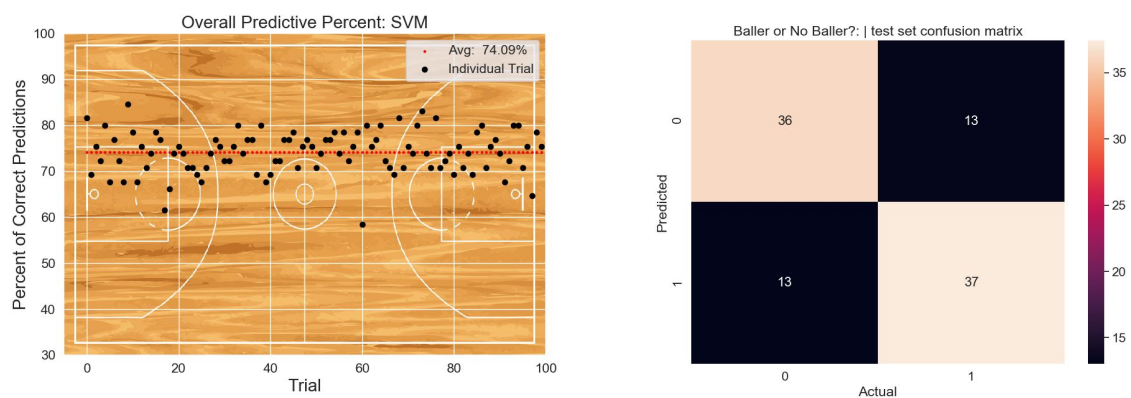 Overall Predictive Percent: SVM
100
90
80
70
60
50
40
30
Percent of Correct Predictions
Avg: 74.09%
Individual Trial
0 20 40 60 80 100
Trial
Baller or No Baller?: | test set confusion matrix
Predicted
0
1
36 13
13 37
0 1
Actual
35
30
25
20
15